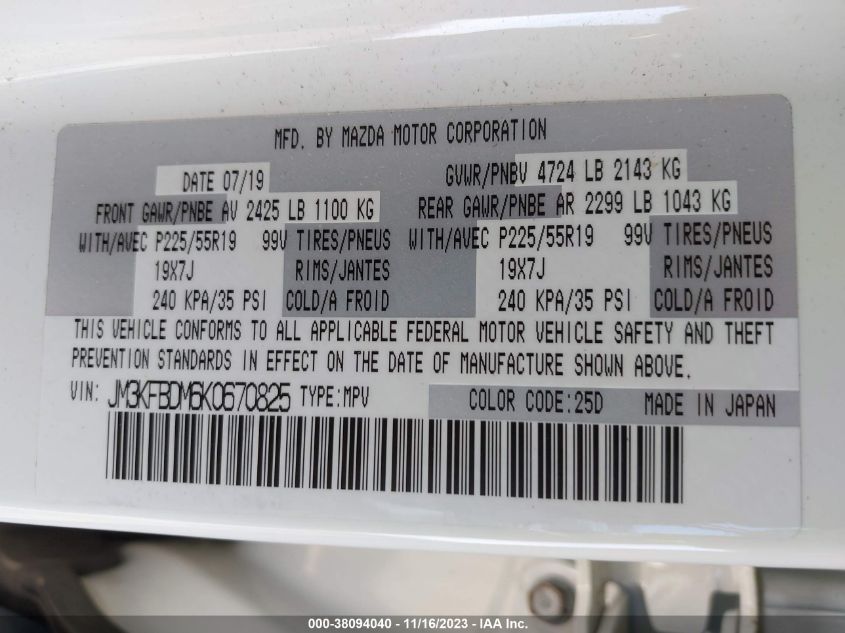 MFD. BY MAZDA MOTOR CORPORATION
DATE 07/19 GVWR/PNBV 4724 LB 2143 KG
FRONT GAWR/PNBE AV 2425 LB 1100 KG REAR GAWR/PNBE AR 2299 LB 1043 KG
WITH/AVEC P225/55R19 99V TIRES/PNEUS WITH/AVEC P225/55R19 99V TIRES/PNEUS
19X7J RIMS/JANTES 19X7J RIMS/JANTES
240 KPA/35 PSI COLD/A FROID 240 KPA/35 PSI COLD/A FROID
THIS VEHICLE CONFORMS TO ALL APPLICABLE FEDERAL MOTOR VEHICLE SAFETY AND THEFT
PREVENTION STANDARDS IN EFFECT ON THE DATE OF MANUFACTURE SHOWN ABOVE.
VIN: JM3KFBDM6K0670825 TYPE:MPV COLOR CODE:25D MADE IN JAPAN
000-38094040 - 11/16/2023 - IAA Inc.